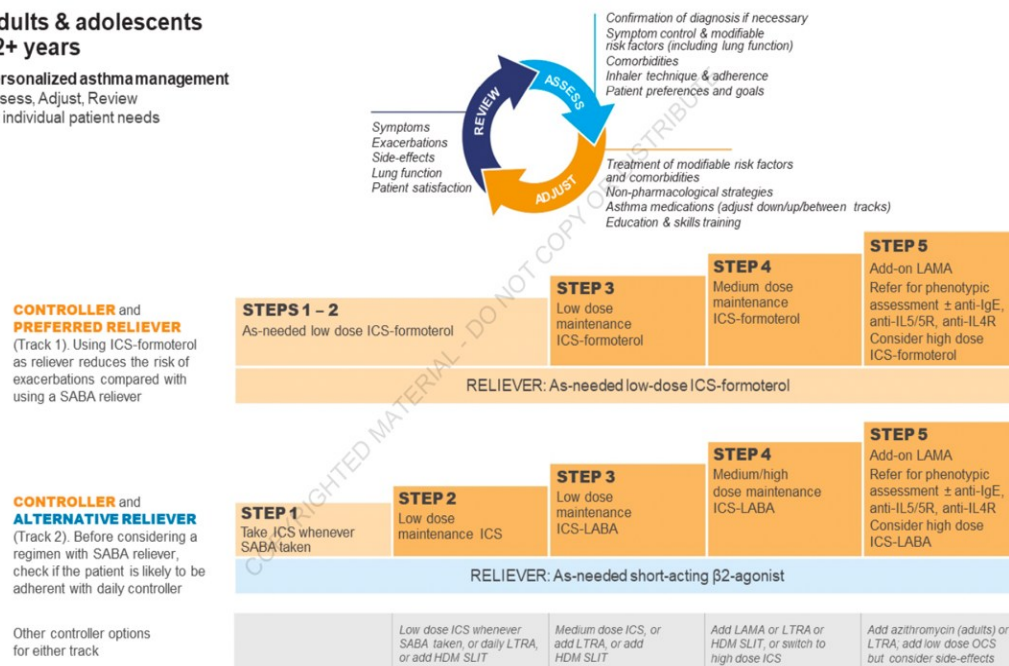 dults & adolescents
2+ years
ersonalized asthma management
sess, Adjust, Review
individual patient needs
Confirmation of diagnosis if necessary
Symptom control & modifiable
risk factors (including lung function)
Comorbidities
Inhaler technique & adherence
Patient preferences and goals
ASSESS
REVIEW
ADJUST
Symptoms
Exacerbations
Side-effects
Lung function
Patient satisfaction
Treatment of modifiable risk factors
and comorbidities
Non-pharmacological strategies
Asthma medications (adjust down/up/between tracks)
Education & skills training
CONTROLLER and
PREFERRED RELIEVER
(Track 1). Using ICS-formoterol
as reliever reduces the risk of
exacerbations compared with
using a SABA reliever
STEPS 1 – 2
As-needed low dose ICS-formoterol
STEP 3
Low dose
maintenance
ICS-formoterol
STEP 4
Medium dose
maintenance
ICS-formoterol
STEP 5
Add-on LAMA
Refer for phenotypic
assessment ± anti-IgE,
anti-IL5/5R, anti-IL4R
Consider high dose
ICS-formoterol
RELIEVER: As-needed low-dose ICS-formoterol
CONTROLLER and
ALTERNATIVE RELIEVER
(Track 2). Before considering a
regimen with SABA reliever,
check if the patient is likely to be
adherent with daily controller
STEP 1
Take ICS whenever
SABA taken
STEP 2
Low dose
maintenance ICS
STEP 3
Low dose
maintenance
ICS-LABA
STEP 4
Medium/high
dose maintenance
ICS-LABA
STEP 5
Add-on LAMA
Refer for phenotypic
assessment ± anti-IgE,
anti-IL5/5R, anti-IL4R
Consider high dose
ICS-LABA
RELIEVER: As-needed short-acting β2-agonist
Other controller options
for either track
Low dose ICS whenever
SABA taken, or daily LTRA,
or add HDM SLIT
Medium dose ICS, or
add LTRA, or add
HDM SLIT
Add LAMA or LTRA or
HDM SLIT, or switch to
high dose ICS
Add azithromycin (adults) or
LTRA; add low dose OCS
but consider side-effects
COPYRIGHTED MATERIAL - DO NOT COPY OR DISTRIBUTE